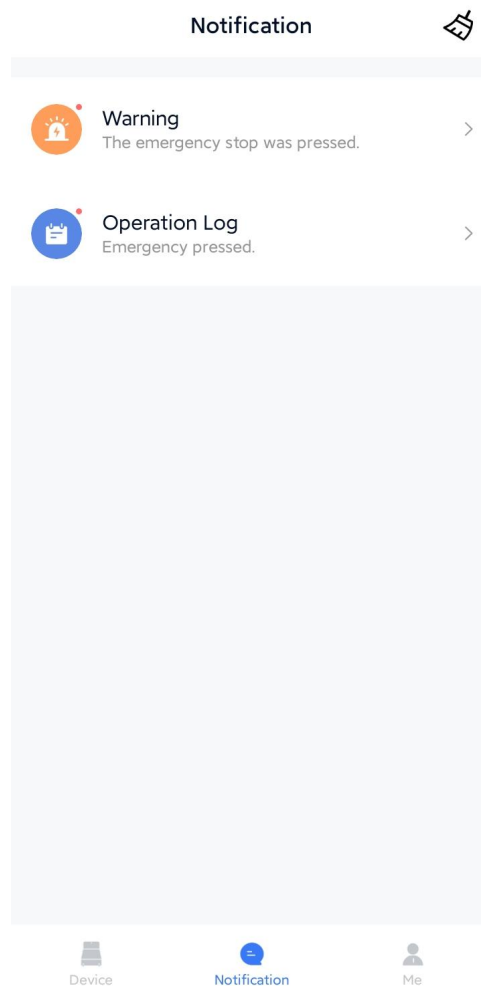 Notification
Warning
The emergency stop was pressed.
Operation Log
Emergency pressed.
Device
Notification
Me